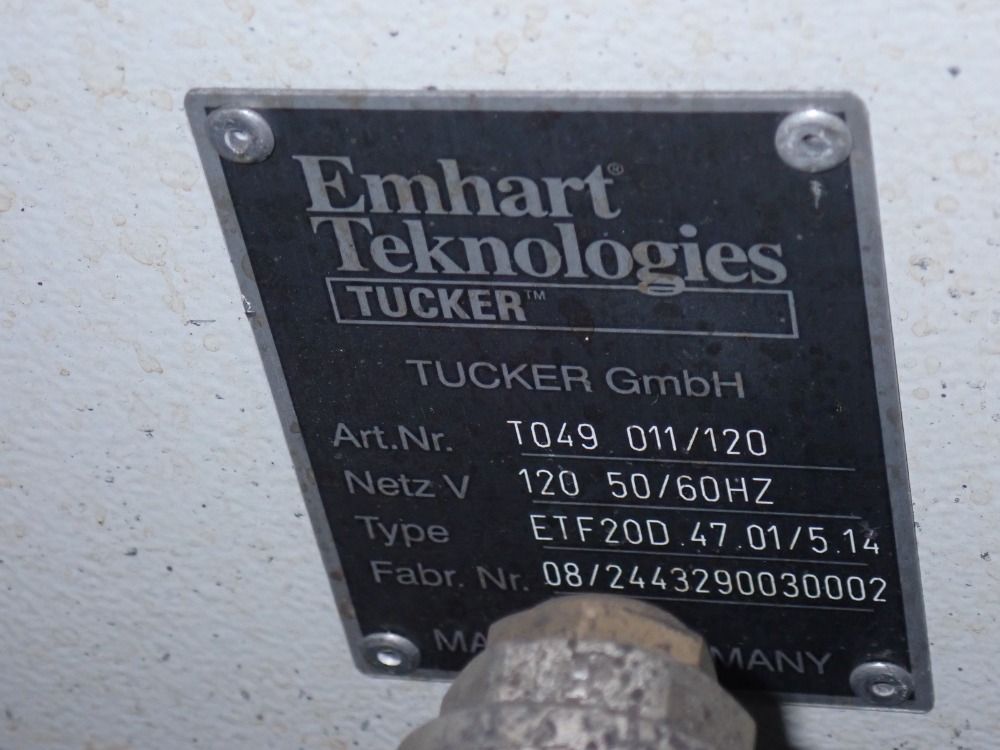 Emhart®
Teknologies
TUCKER™
TUCKER GmbH
Art.Nr. T049 011/120
Netz V 120 50/60HZ
Type ETF20D.47.01/5.14
Fabr. Nr. 08/2443290030002